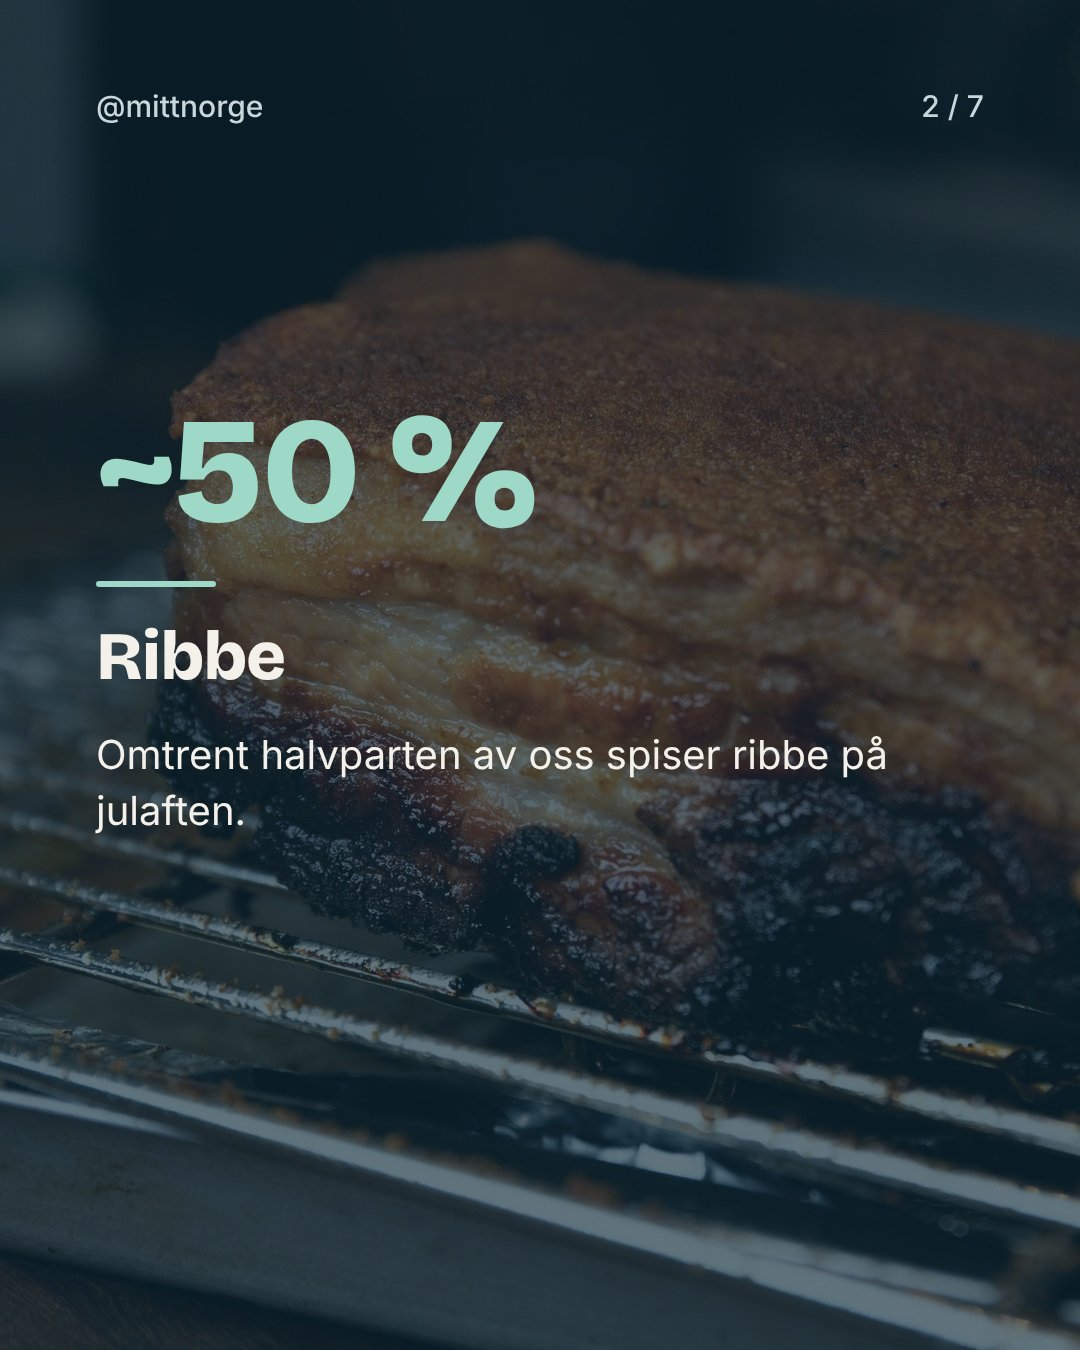 @mittnorge
2 / 7
~50 %
Ribbe
Omtrent halvparten av oss spiser ribbe på
julaften.